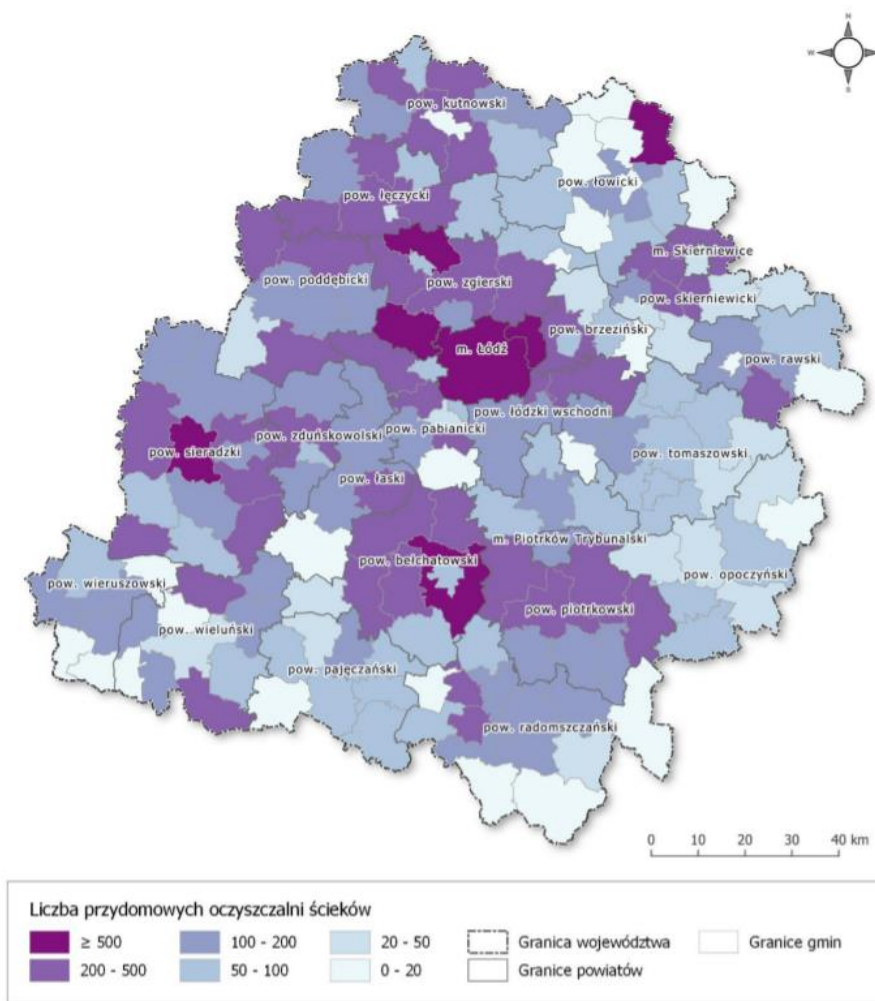 N
W
S
pow. kutnowski
pow. łowicki
pow. łęczycki
m. Skierniewice
pow. poddębicki
pow. zgierski
pow. skierniewicki
pow. brzeziński
m. Łódź
pow. rawski
pow. łódzki wschodni
pow. sieradzki
pow. zduńskowolski
pow. pabianicki
pow. tomaszowski
pow. łaski
m. Piotrków Trybunalski
pow. bełchatowski
pow. opoczyński
pow. wieruszowski
pow. piotrkowski
pow. wieluński
pow. pajęczański
pow. radomszczański
0 10 20 30 40 km
Liczba przydomowych oczyszczalni ścieków
≥ 500 100 - 200 20 - 50 Granica województwa Granice gmin
200 - 500 50 - 100 0 - 20 Granice powiatów